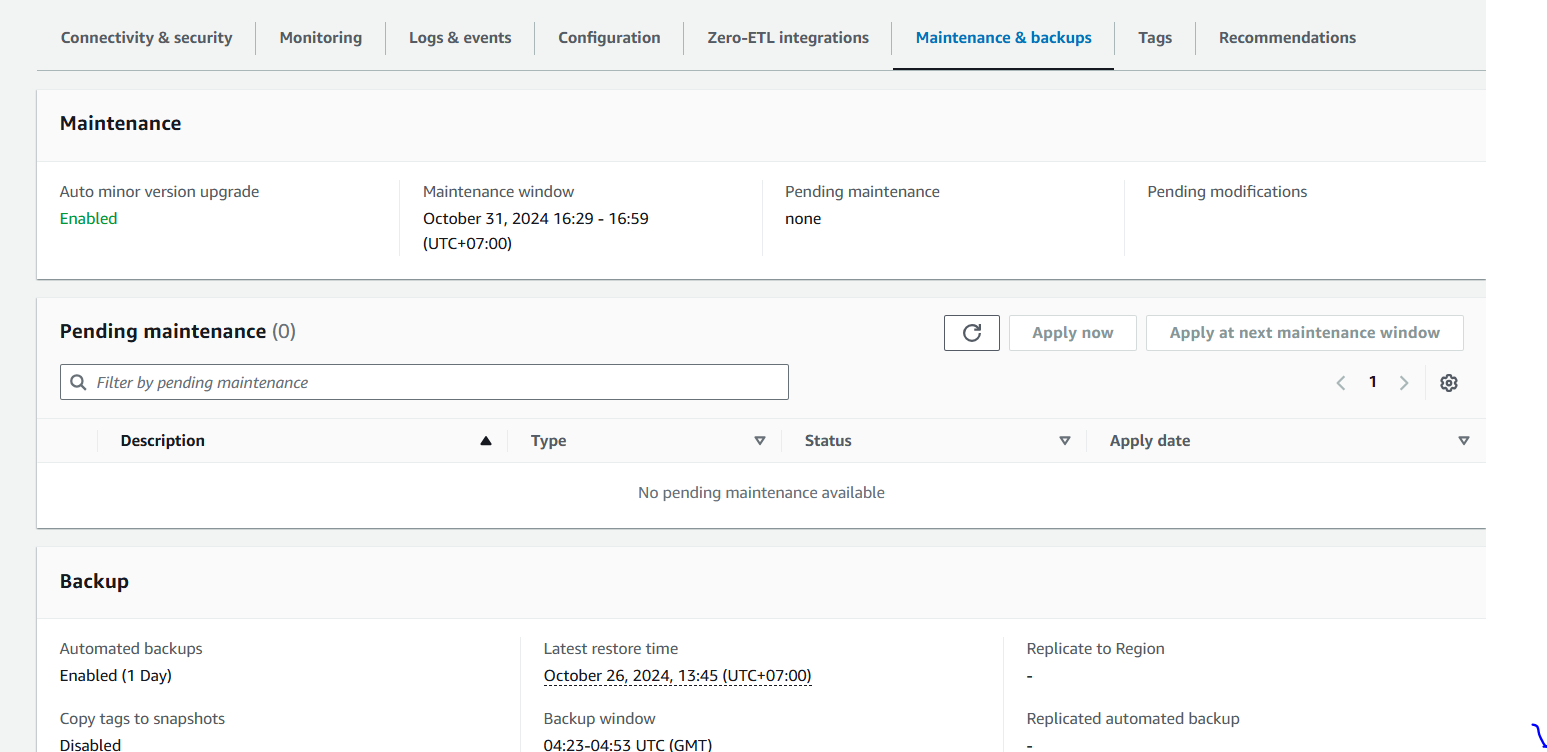 Connectivity & security Monitoring Logs & events Configuration Zero-ETL integrations Maintenance & backups Tags Recommendations
Maintenance
Auto minor version upgrade
Enabled
Maintenance window
October 31, 2024 16:29 - 16:59
(UTC+07:00)
Pending maintenance
none
Pending modifications
Pending maintenance (0)
Apply now
Apply at next maintenance window
Filter by pending maintenance
1
Description Type Status Apply date
No pending maintenance available
Backup
Automated backups
Enabled (1 Day)
Copy tags to snapshots
Disabled
Latest restore time
October 26, 2024, 13:45 (UTC+07:00)
Backup window
04:23-04:53 UTC (GMT)
Replicate to Region
-
Replicated automated backup
-